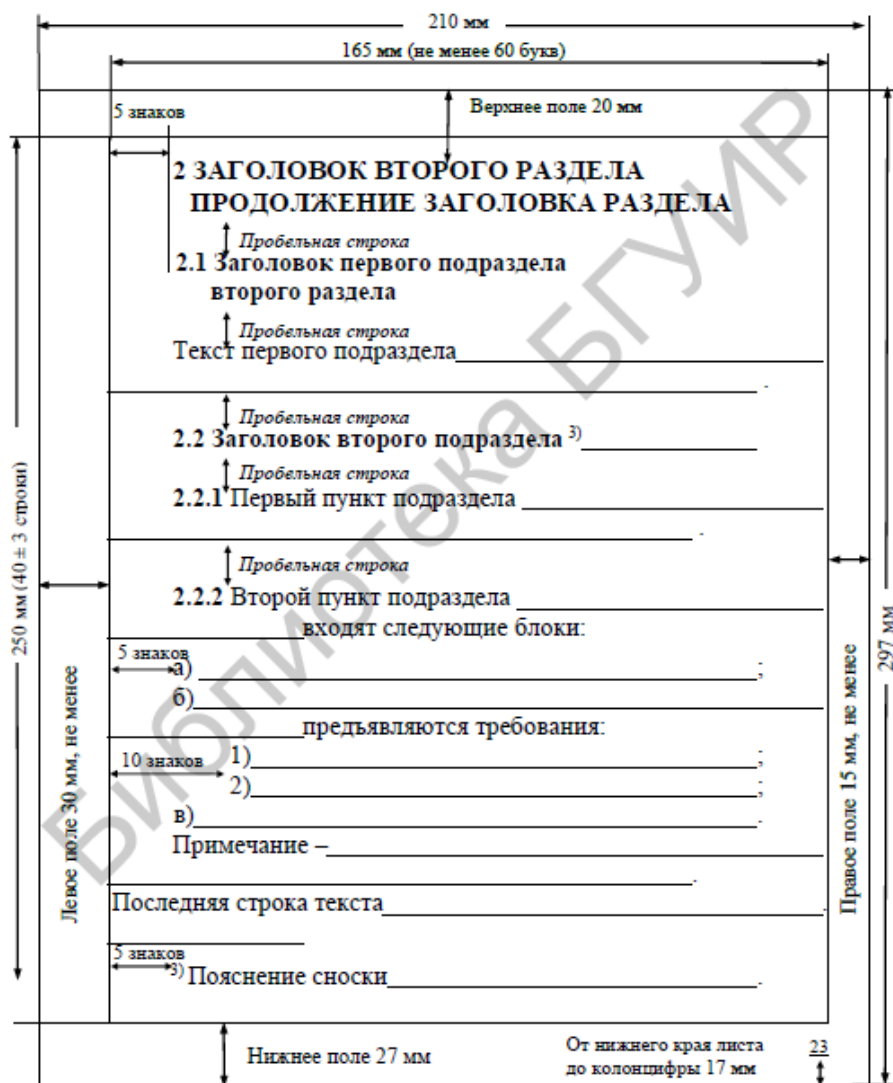 210 мм
165 мм (не менее 60 букв)
5 знаков
Верхнее поле 20 мм
2 ЗАГОЛОВОК ВТОРОГО РАЗДЕЛА
ПРОДОЛЖЕНИЕ ЗАГОЛОВКА РАЗДЕЛА
Пробельная строка
2.1 Заголовок первого подраздела
второго раздела
Пробельная строка
Текст первого подраздела
.
Пробельная строка
2.2 Заголовок второго подраздела 3)
Пробельная строка
2.2.1 Первый пункт подраздела
.
Пробельная строка
2.2.2 Второй пункт подраздела
входят следующие блоки:
5 знаков
а) ;
б)
предъявляются требования:
10 знаков
1) ;
2) ;
в) .
Примечание –
.
Последняя строка текста .
5 знаков
3) Пояснение сноски .
Нижнее поле 27 мм
От нижнего края листа
до колонцифры 17 мм
23
250 мм (40 ± 3 строки)
Левое поле 30 мм, не менее
Правое поле 15 мм, не менее
297 мм
Библиотека БГУИР